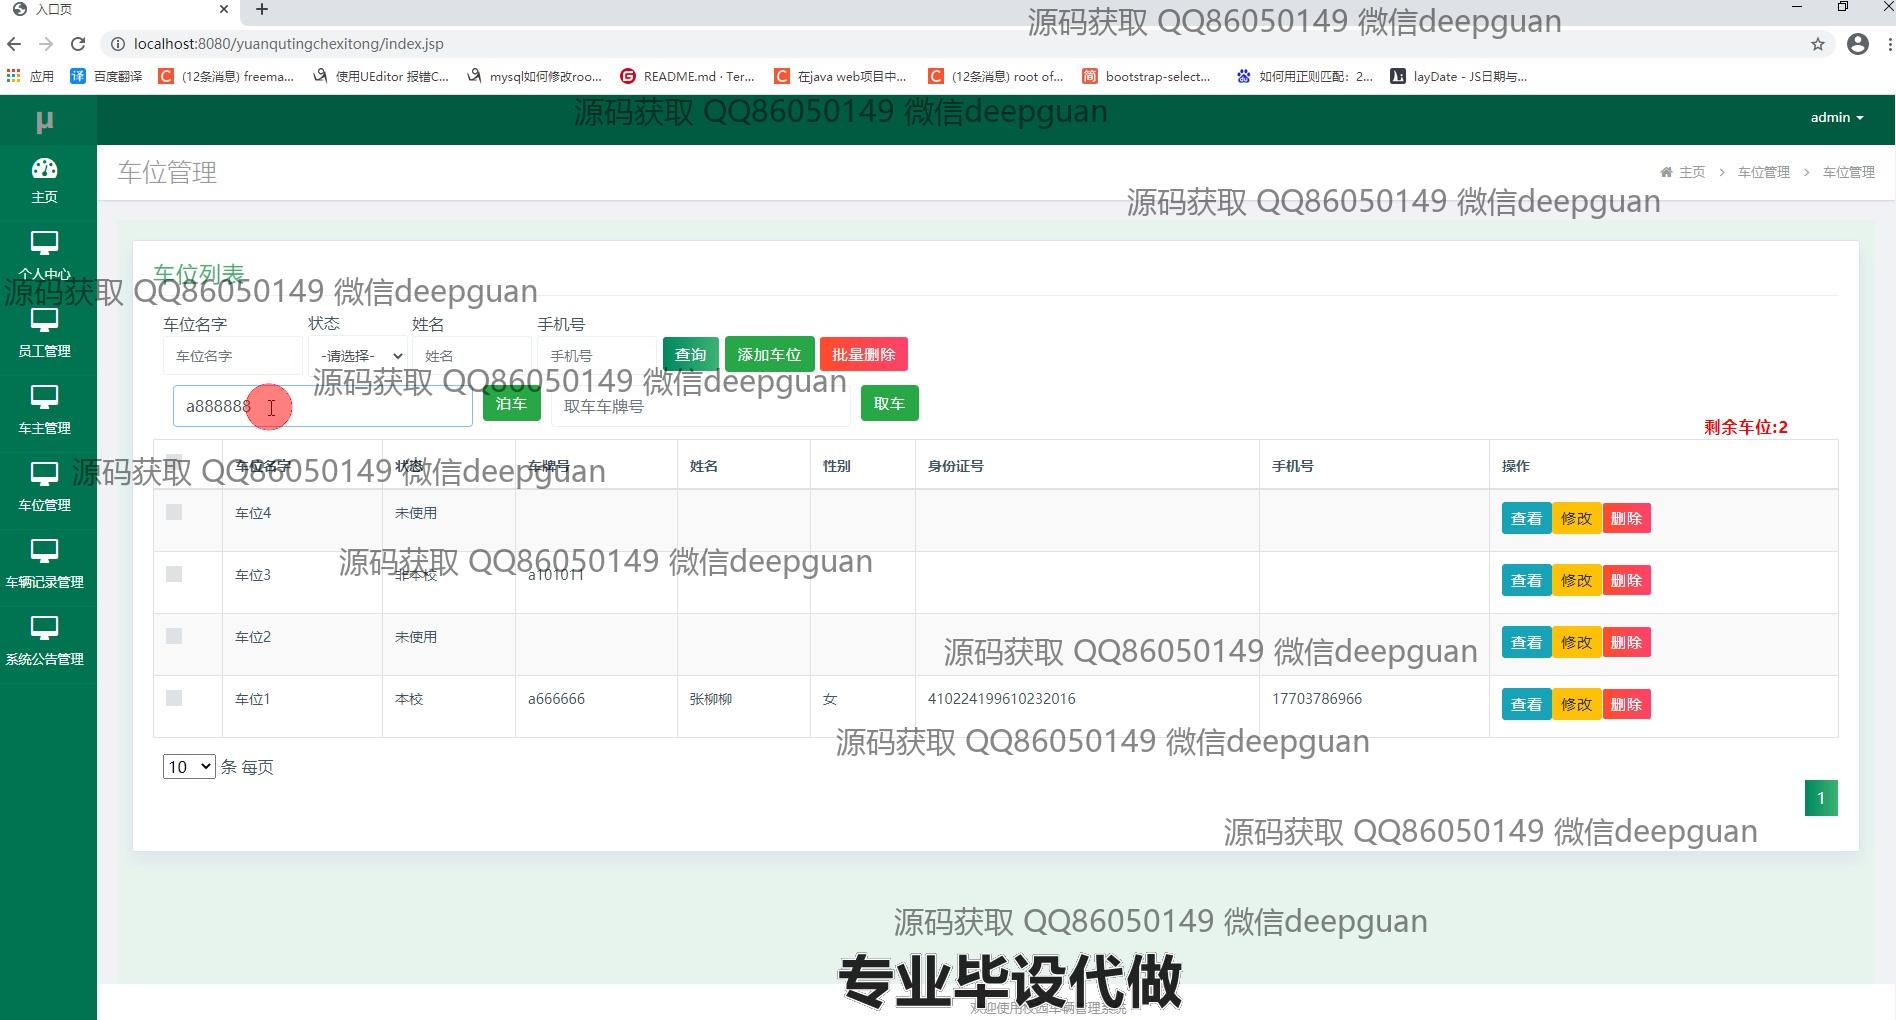 入口页
localhost:8080/yuanqutingchexitong/index.jsp
源码获取 QQ86050149 微信deepguan
应用 百度翻译 (12条消息) freema... 使用UEditor 报错C... mysql如何修改roo... README.md · Ter... 在java web项目中... (12条消息) root of... bootstrap-select... 如何用正则匹配：2... layDate - JS日期与...
μ
源码获取 QQ86050149 微信deepguan
admin
主页
车位管理
主页 > 车位管理 > 车位管理
源码获取 QQ86050149 微信deepguan
个人中心
车位列表
源码获取 QQ86050149 微信deepguan
车位名字 状态 姓名 手机号
员工管理
车位名字 -请选择- 姓名 手机号 查询 添加车位 批量删除
源码获取 QQ86050149 微信deepguan
a888888 泊车 取车车牌号 取车
车主管理
剩余车位:2
车位名字 状态 车牌号 姓名 性别 身份证号 手机号 操作
源码获取 QQ86050149 微信deepguan
车位管理
车位4 未使用 查看 修改 删除
源码获取 QQ86050149 微信deepguan
车位3 非本校 a101011 查看 修改 删除
车辆记录管理
车位2 未使用 查看 修改 删除
源码获取 QQ86050149 微信deepguan
系统公告管理
车位1 本校 a666666 张柳柳 女 410224199610232016 17703786966 查看 修改 删除
源码获取 QQ86050149 微信deepguan
10 条 每页
1
源码获取 QQ86050149 微信deepguan
源码获取 QQ86050149 微信deepguan
专业毕设代做
欢迎使用校园车辆管理系统